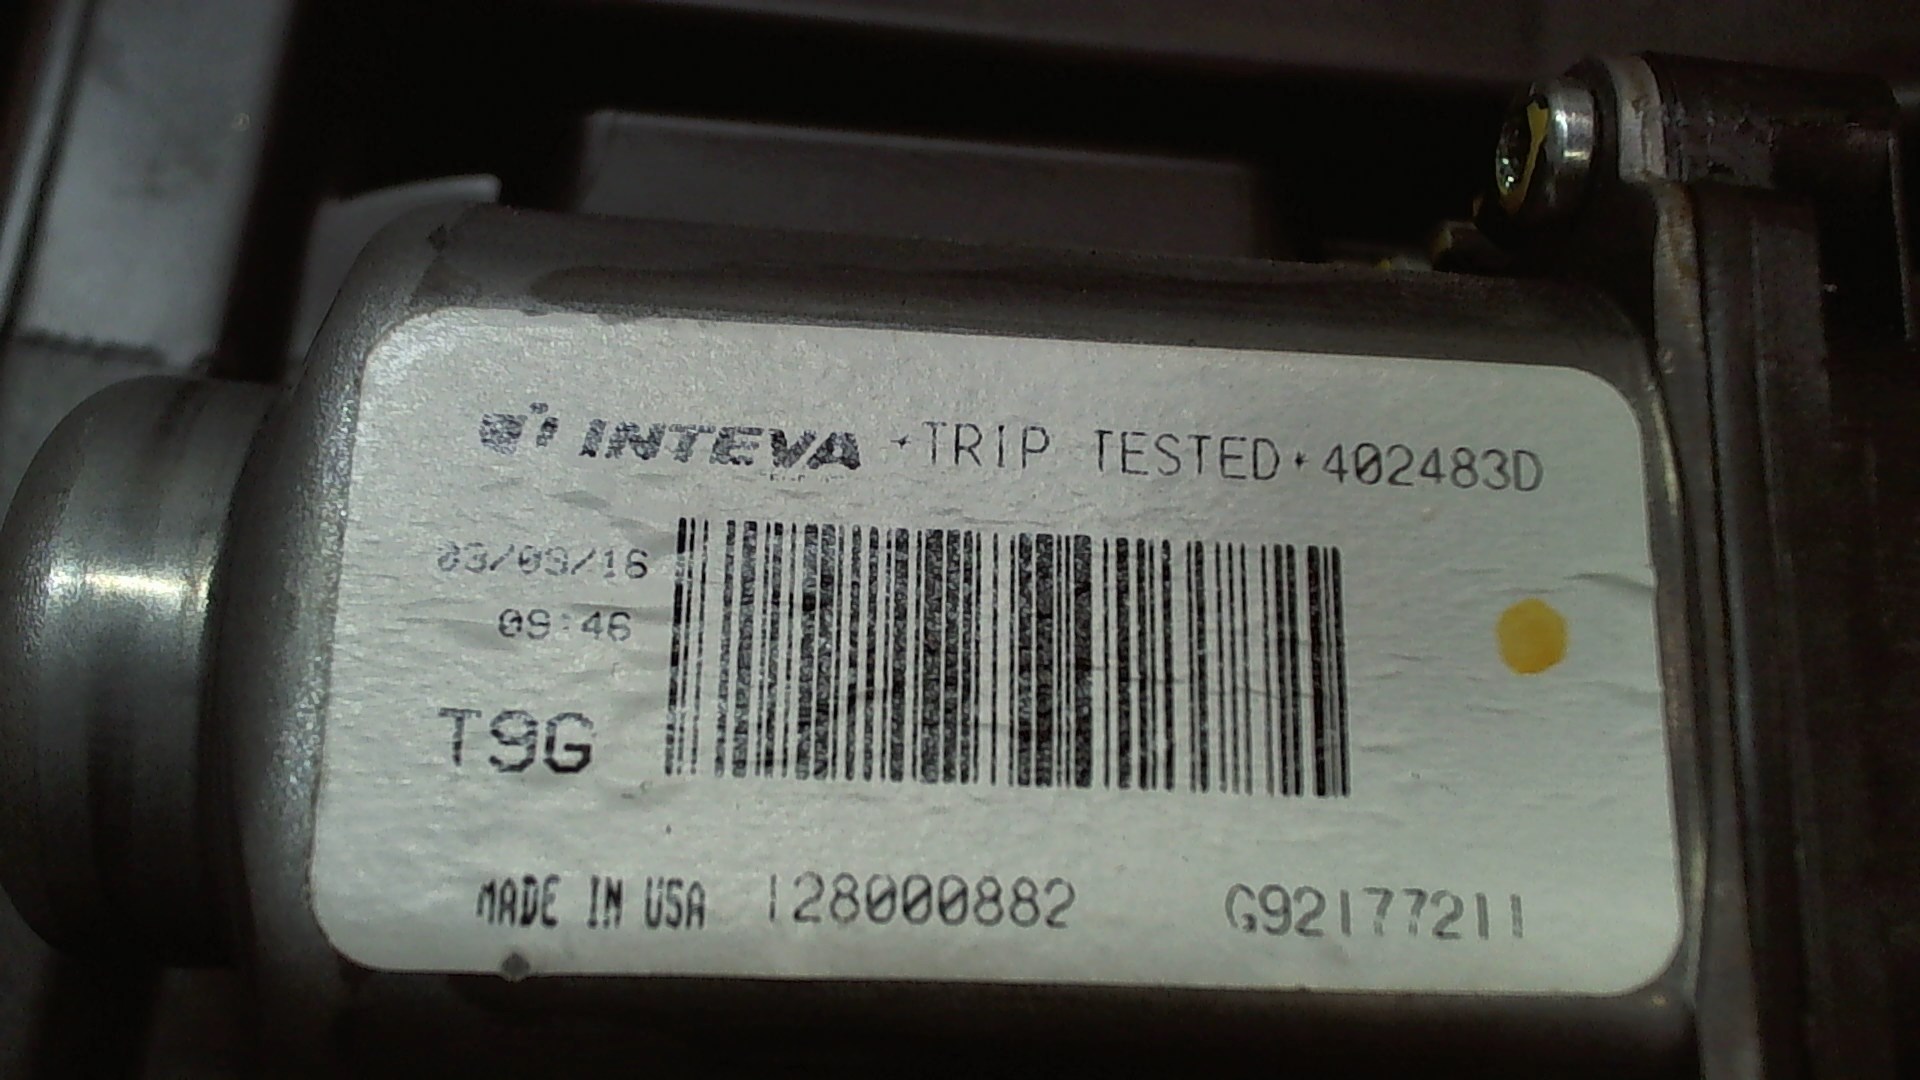 INTEVA ·TRIP TESTED· 402483D
03/09/16
09:46
T9G
MADE IN USA 128000882 G92177211